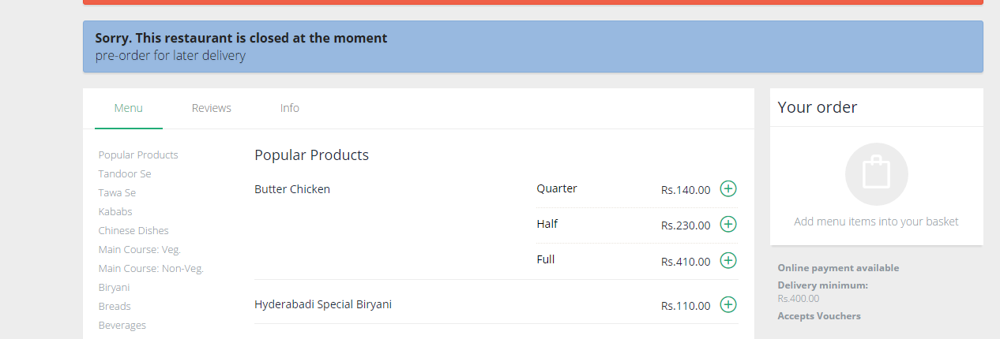 Sorry. This restaurant is closed at the moment
pre-order for later delivery
Menu Reviews Info
Popular Products
Tandoor Se
Tawa Se
Kababs
Chinese Dishes
Main Course: Veg.
Main Course: Non-Veg.
Biryani
Breads
Beverages
Popular Products
Butter Chicken
Quarter Rs.140.00
Half Rs.230.00
Full Rs.410.00
Hyderabadi Special Biryani Rs.110.00
Your order
Add menu items into your basket
Online payment available
Delivery minimum:
Rs.400.00
Accepts Vouchers